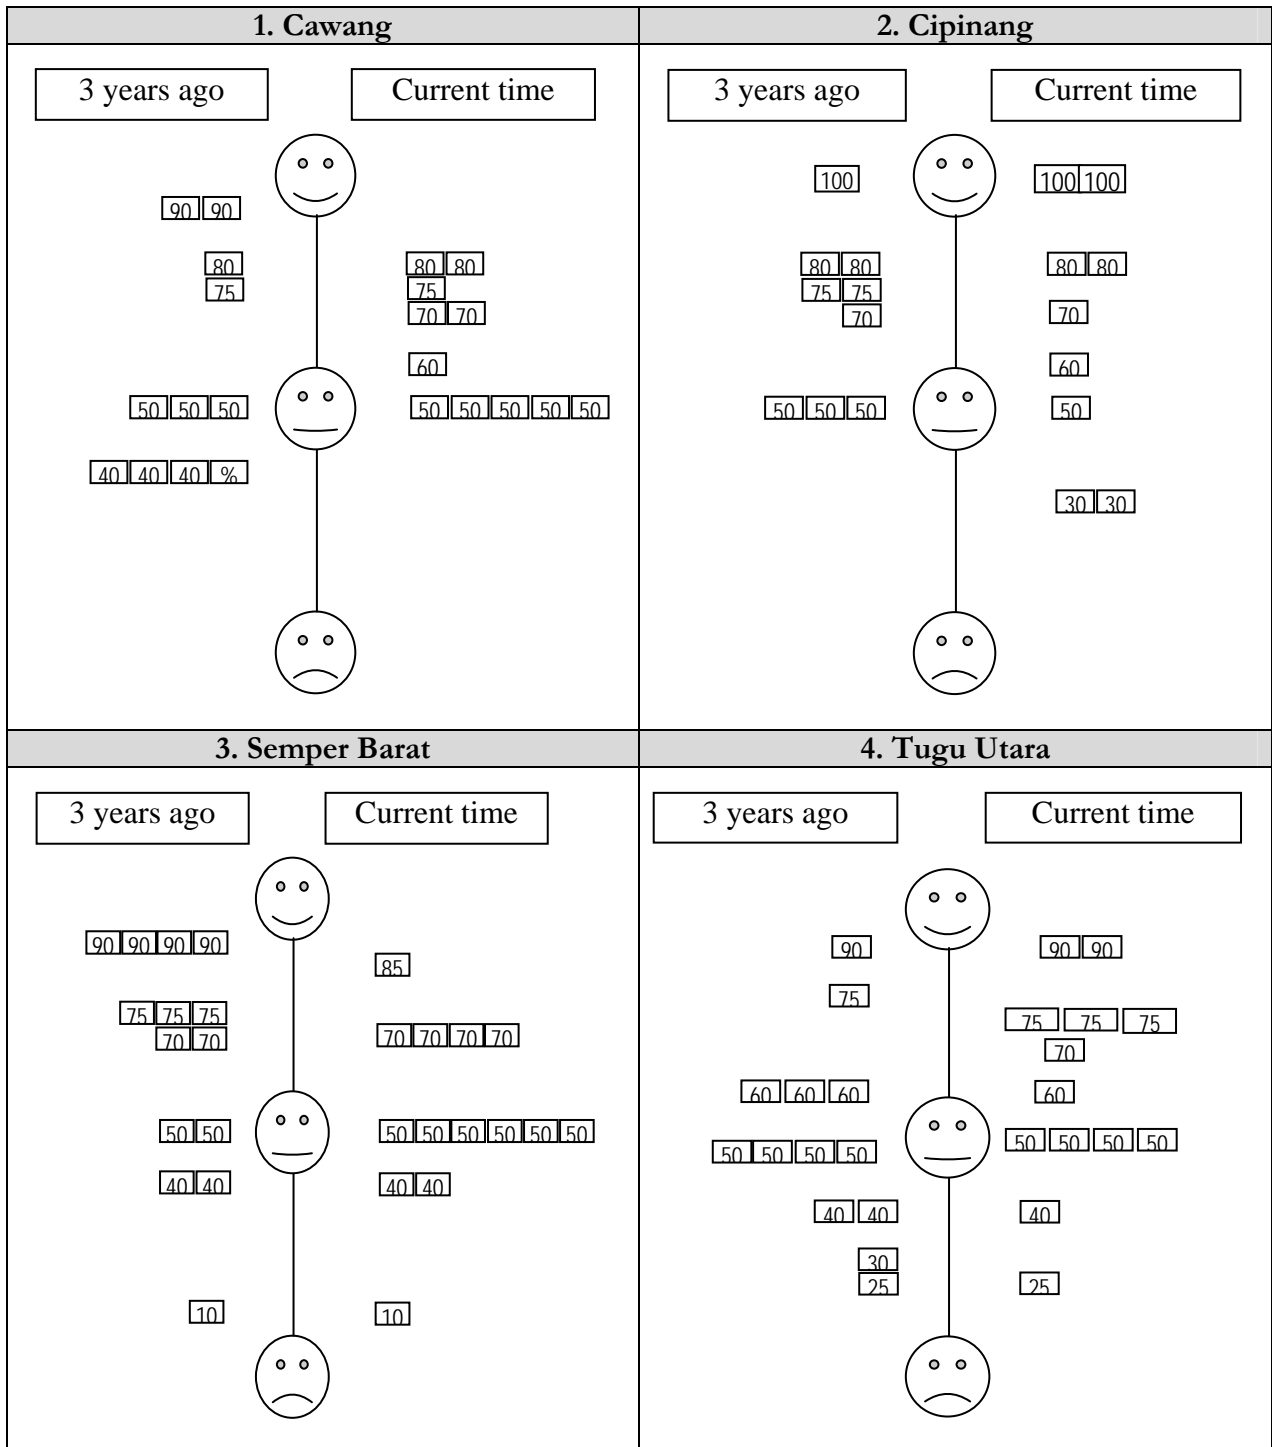 1. Cawang
3 years ago Current time
90 90
80 80 80
75 75
70 70
60
50 50 50 50 50 50 50 50
40 40 40 %
2. Cipinang
3 years ago Current time
100 100 100
80 80 80 80
75 75
70 70
60
50 50 50 50
30 30
3. Semper Barat
3 years ago Current time
90 90 90 90
85
75 75 75
70 70 70 70 70 70
50 50 50 50 50 50 50 50
40 40 40 40
10 10
4. Tugu Utara
3 years ago Current time
90 90 90
75
75 75 75
70
60 60 60 60
50 50 50 50 50 50 50 50
40 40 40
30
25 25